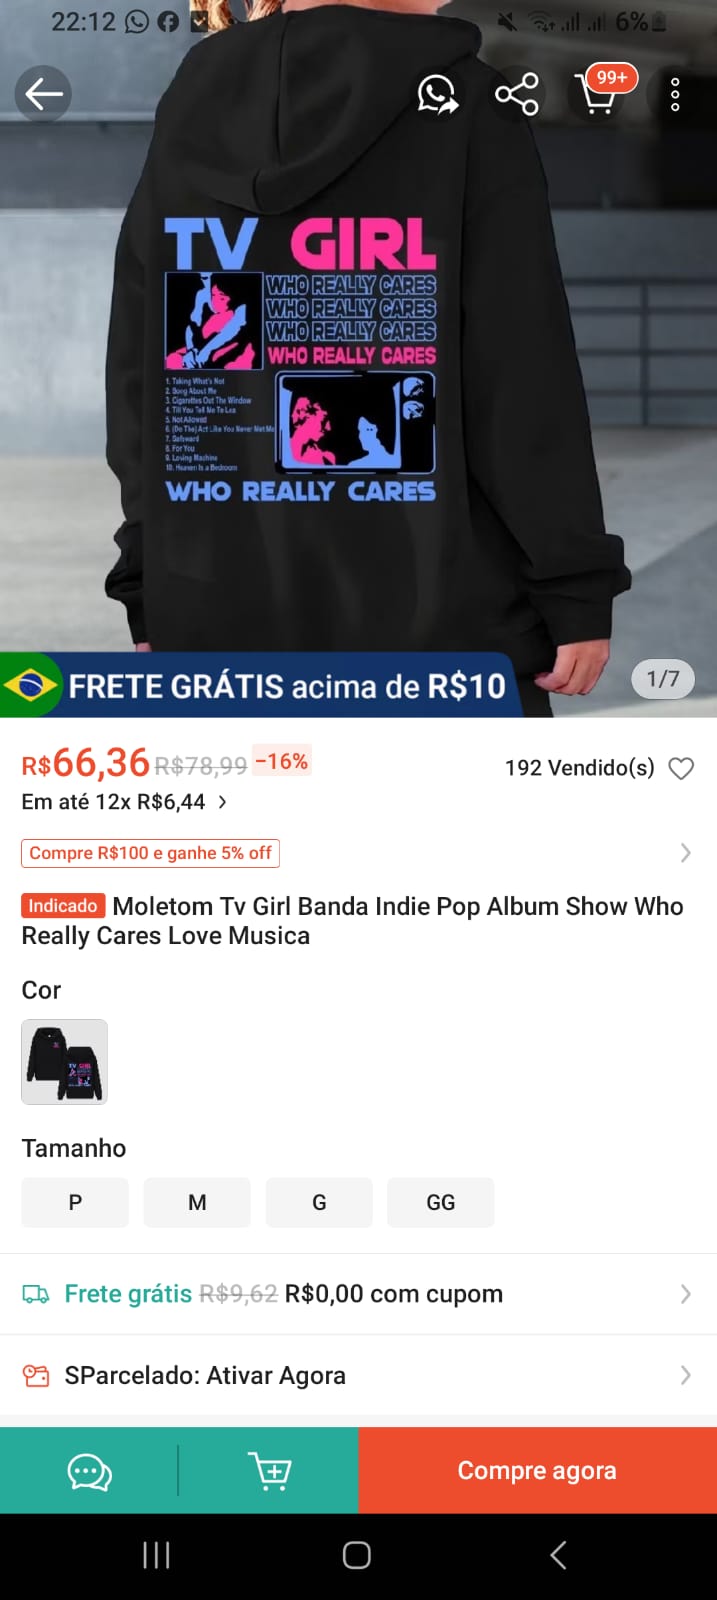 22:12
6%
99+
TV GIRL
WHO REALLY CARES
WHO REALLY CARES
WHO REALLY CARES
WHO REALLY CARES
1. Taking What's Not
2. Song About Me
3. Cigarettes Out The Window
4. Till You Tell Me To Lea
5. Not Allowed
6. (Do The) Act Like You Never Met Me
7. Safeword
8. For You
9. Loving Machine
10. Heaven Is a Bedroom
WHO REALLY CARES
FRETE GRÁTIS acima de R$10
1/7
R$66,36 R$78,99 -16%
192 Vendido(s)
Em até 12x R$6,44 >
Compre R$100 e ganhe 5% off
Indicado Moletom Tv Girl Banda Indie Pop Album Show Who
Really Cares Love Musica
Cor
Tamanho
P M G GG
Frete grátis R$9,62 R$0,00 com cupom
SParcelado: Ativar Agora
Compre agora